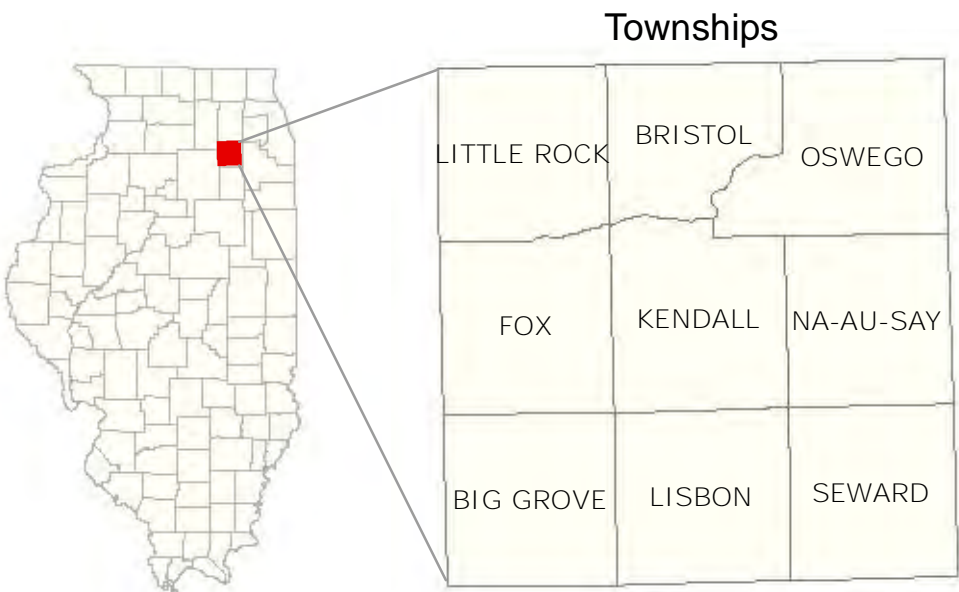 Townships
LITTLE ROCK
BRISTOL
OSWEGO
FOX
KENDALL
NA-AU-SAY
BIG GROVE
LISBON
SEWARD